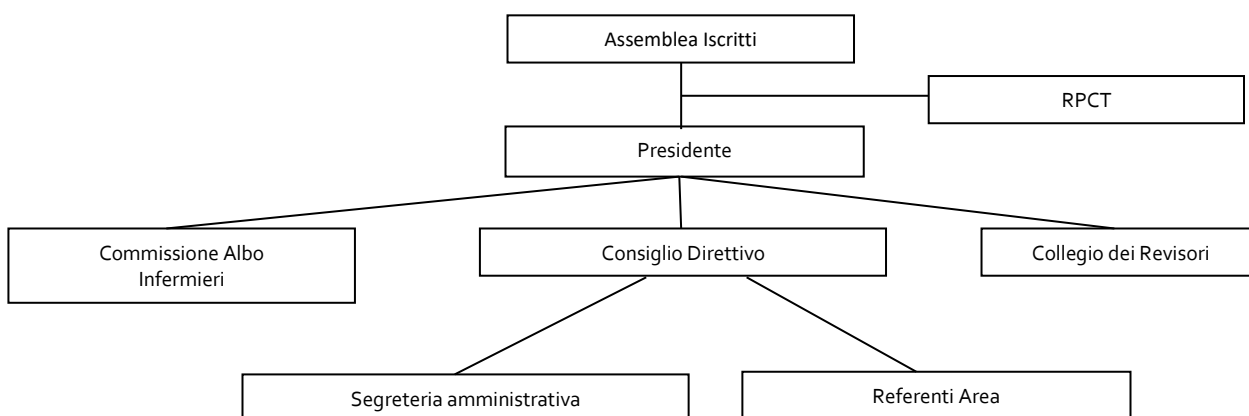 Assemblea Iscritti
RPCT
Presidente
Commissione Albo
Infermieri
Consiglio Direttivo
Collegio dei Revisori
Segreteria amministrativa
Referenti Area